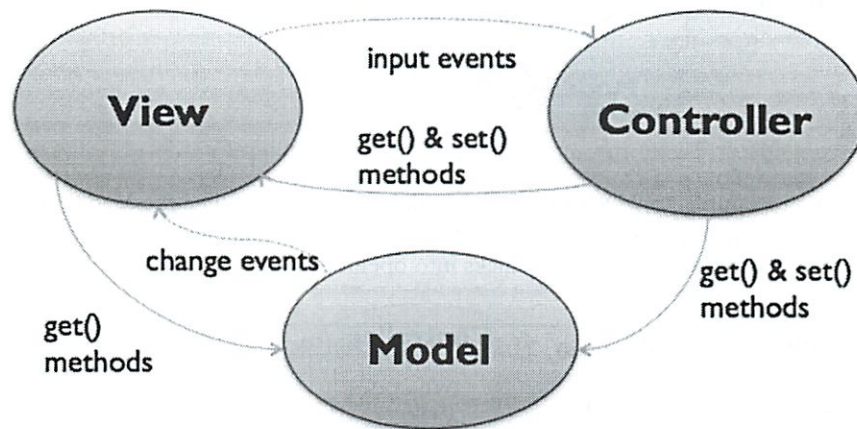 input events
View
Controller
get() & set()
methods
change events
get() & set()
methods
get()
methods
Model